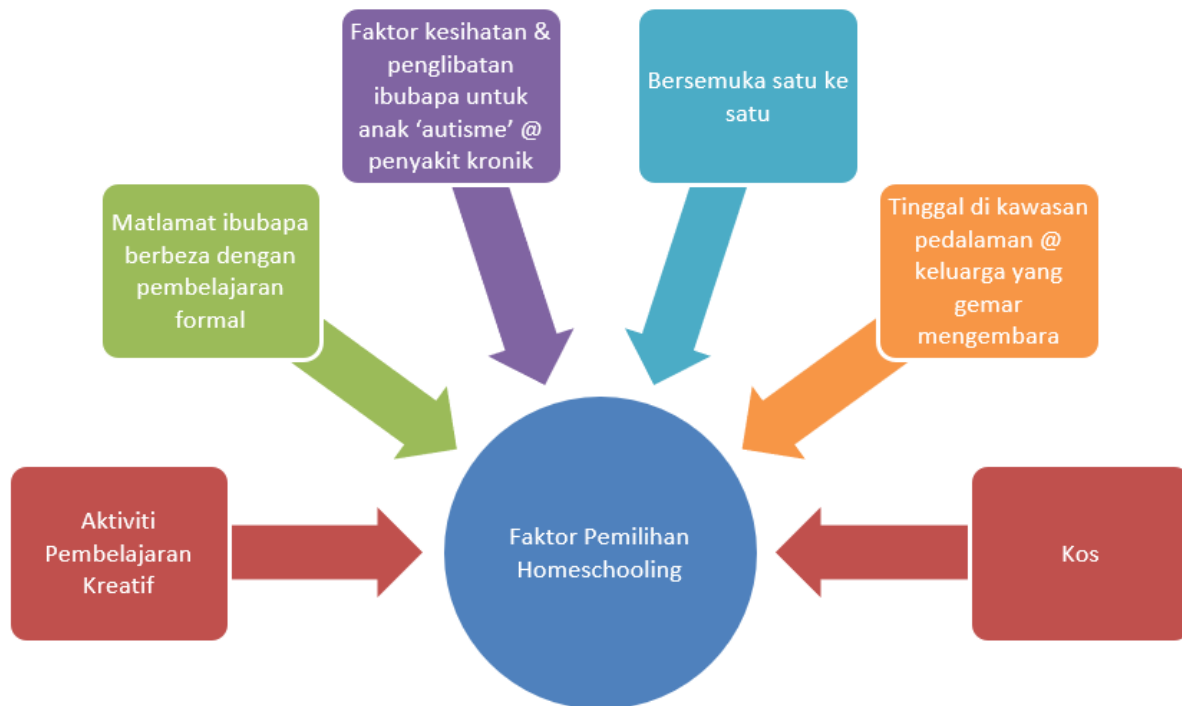 Faktor kesihatan &
penglibatan
ibubapa untuk
anak ‘autisme’ @
penyakit kronik
Bersemuka satu ke
satu
Matlamat ibubapa
berbeza dengan
pembelajaran
formal
Tinggal di kawasan
pedalaman @
keluarga yang
gemar
mengembara
Aktiviti
Pembelajaran
Kreatif
Faktor Pemilihan
Homeschooling
Kos